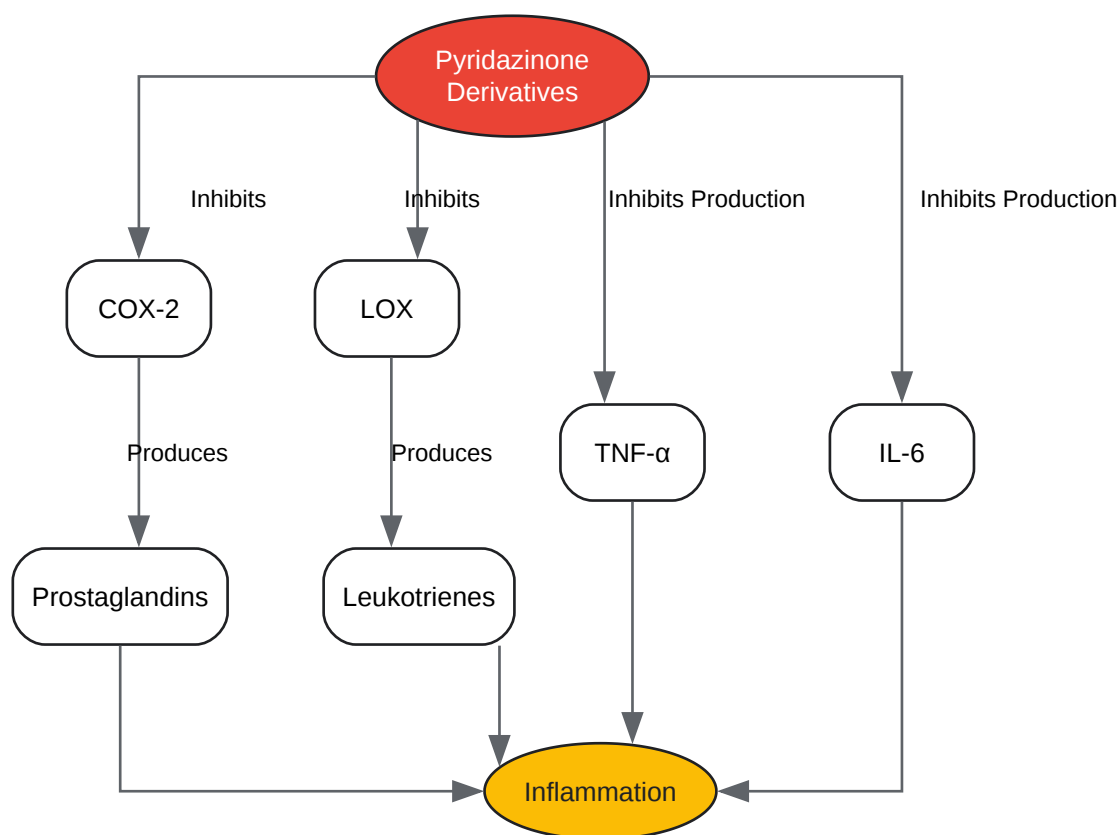 Pyridazinone
Derivatives
Inhibits
Inhibits
Inhibits Production
Inhibits Production
COX-2
LOX
TNF-α
IL-6
Produces
Produces
Prostaglandins
Leukotrienes
Inflammation